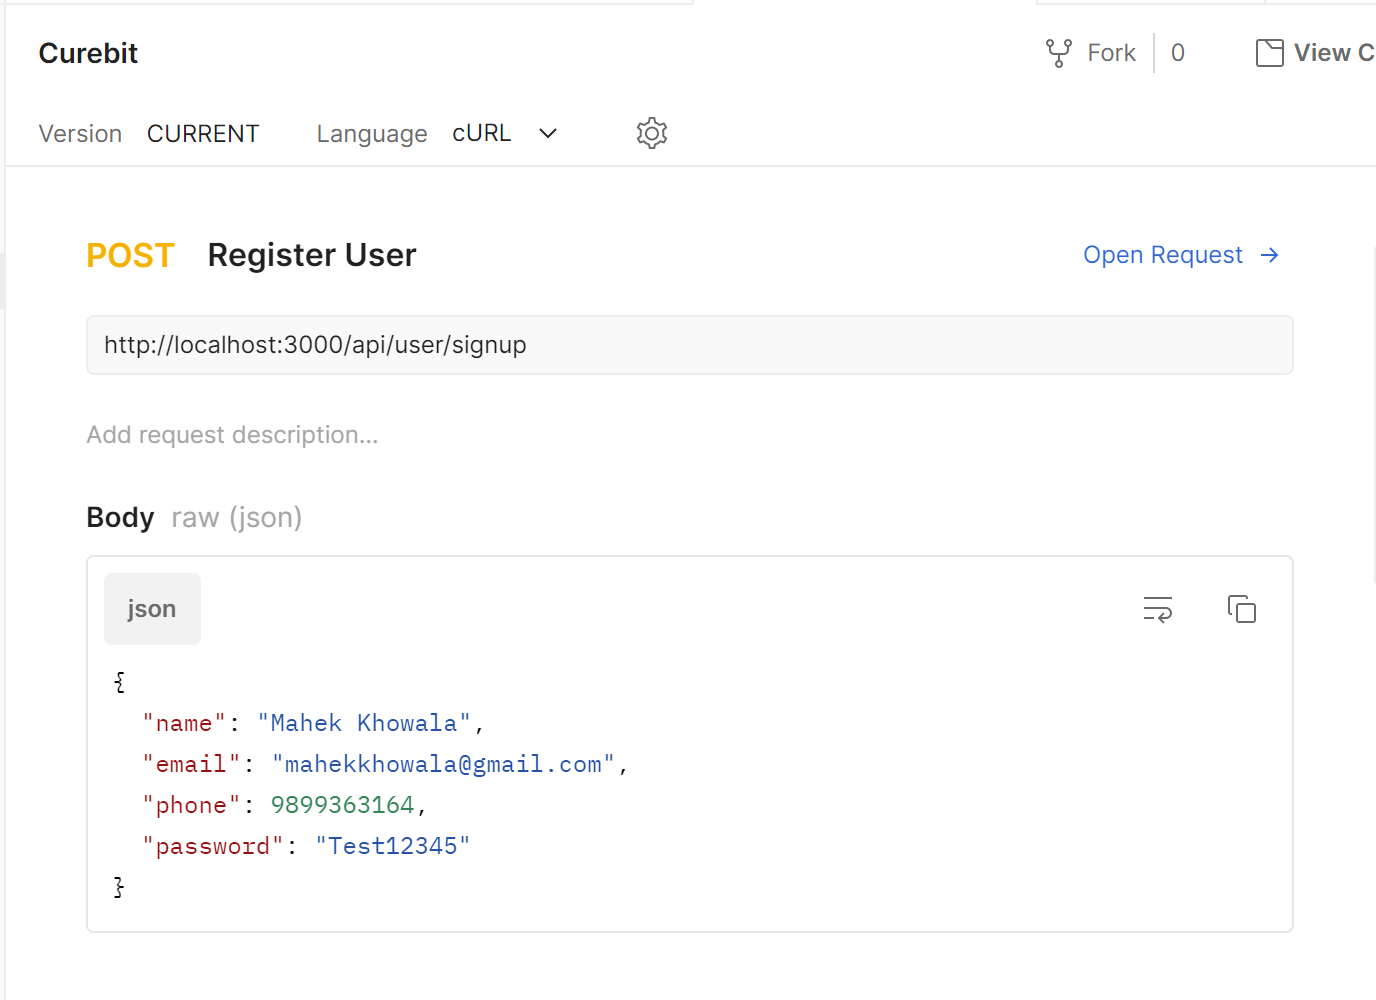 Curebit
Fork 0 View C
Version CURRENT Language cURL
POST Register User Open Request →
http://localhost:3000/api/user/signup
Add request description...
Body raw (json)
json
{
"name": "Mahek Khowala",
"email": "mahekkhowala@gmail.com",
"phone": 9899363164,
"password": "Test12345"
}